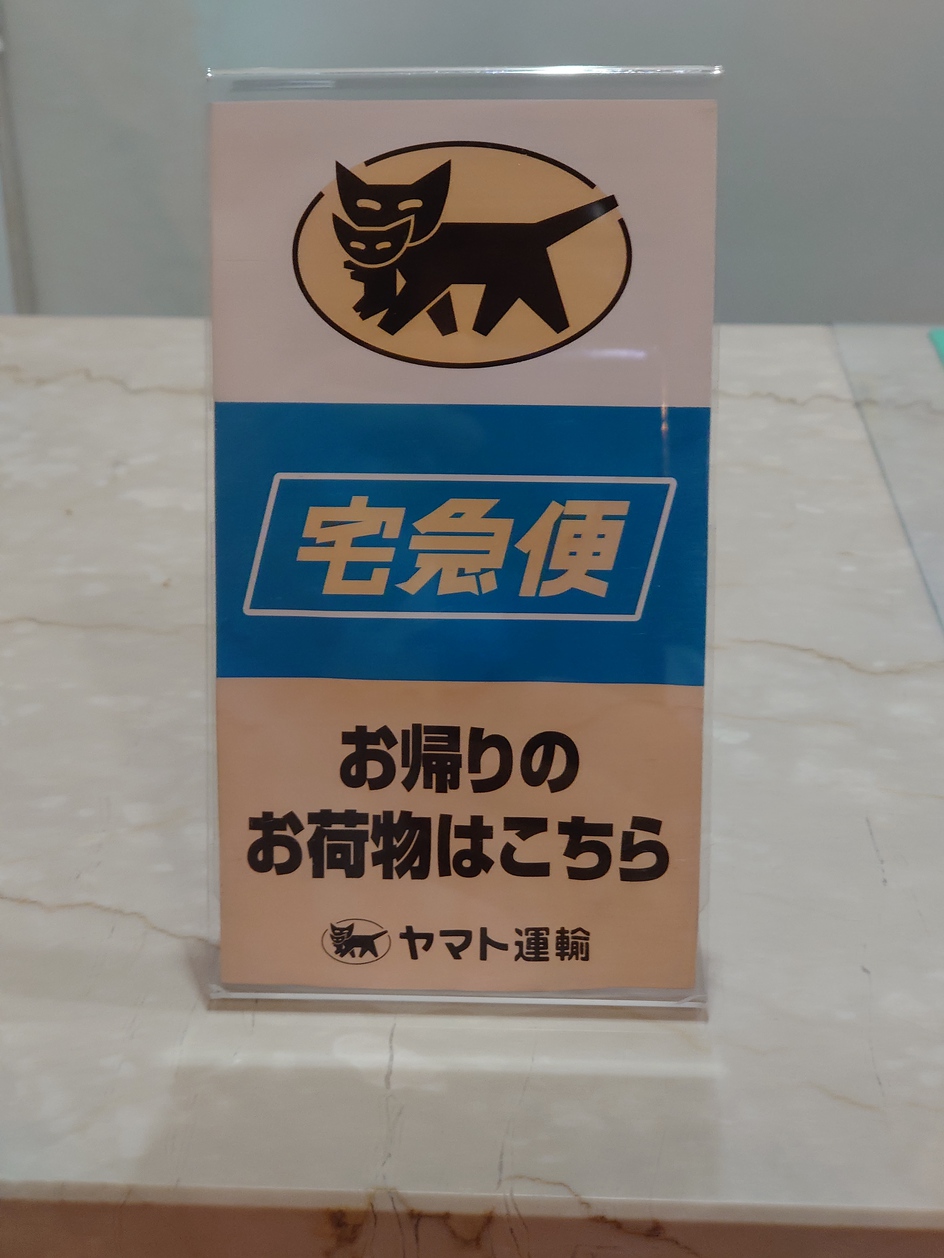 宅急便
お帰りの
お荷物はこちら
ヤマト運輸